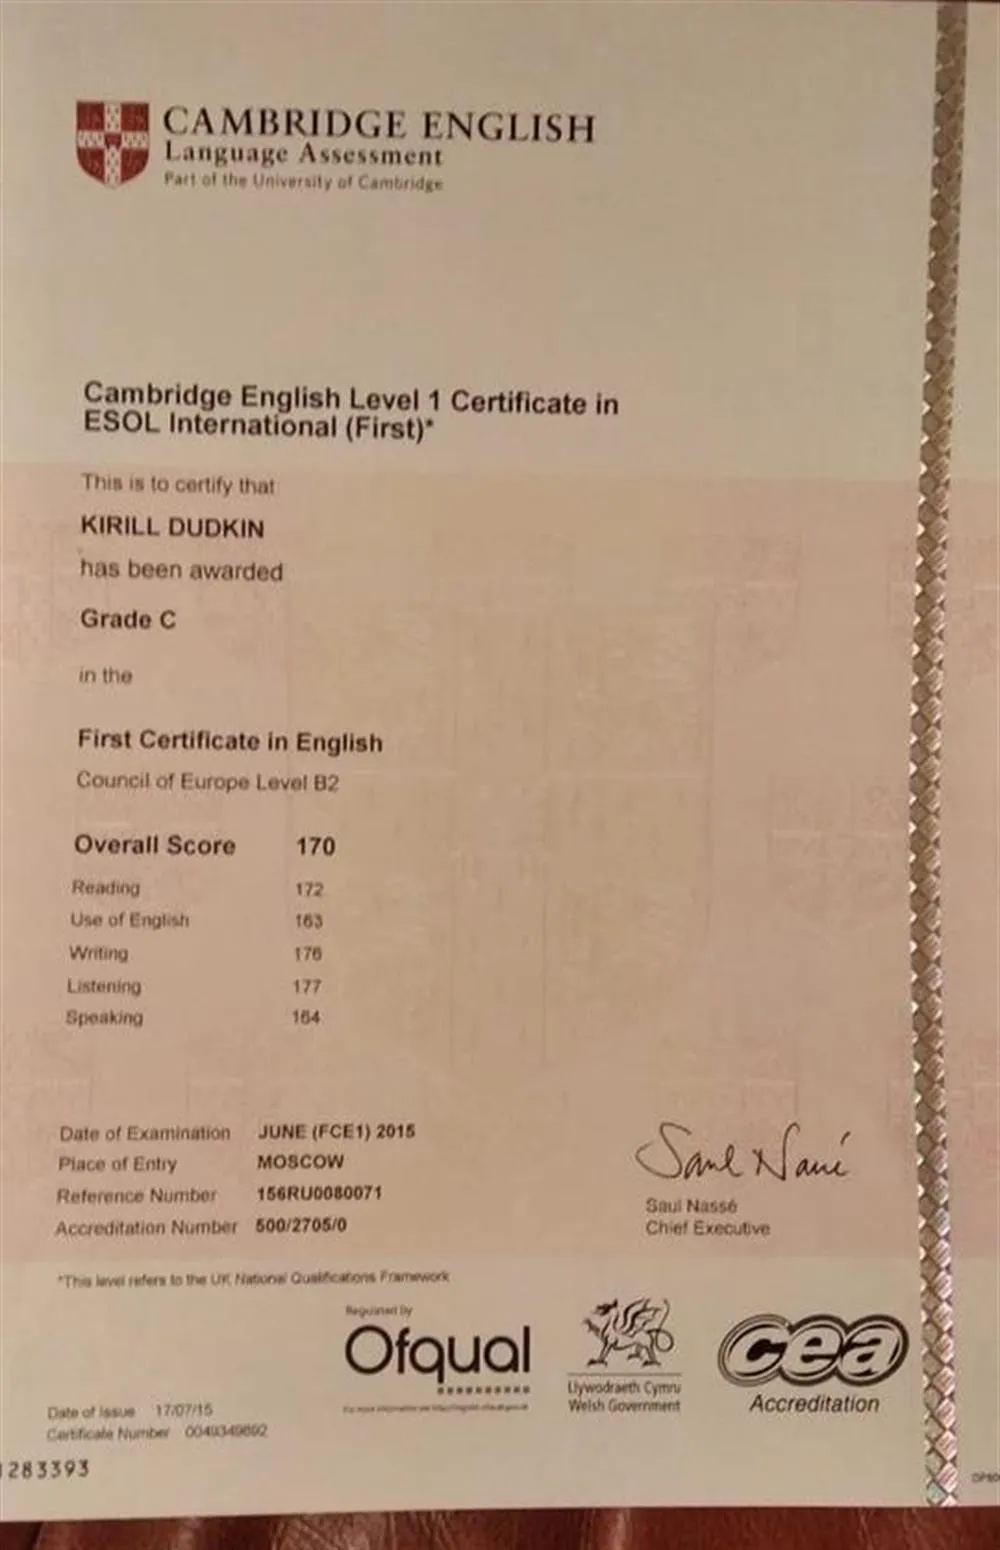 CAMBRIDGE ENGLISH
Language Assessment
Part of the University of Cambridge
Cambridge English Level 1 Certificate in
ESOL International (First)*
This is to certify that
KIRILL DUDKIN
has been awarded
Grade C
in the
First Certificate in English
Council of Europe Level B2
Overall Score 170
Reading 172
Use of English 163
Writing 176
Listening 177
Speaking 164
Date of Examination JUNE (FCE1) 2015
Place of Entry MOSCOW
Reference Number 156RU0080071
Accreditation Number 500/2705/0
Saul Nassé
Saul Nassé
Chief Executive
*This level refers to the UK National Qualifications Framework
Regulated by
Ofqual
Llywodraeth Cymru
Welsh Government
cea
Accreditation
Date of Issue 17/07/15
Certificate Number 0049349892
1283393